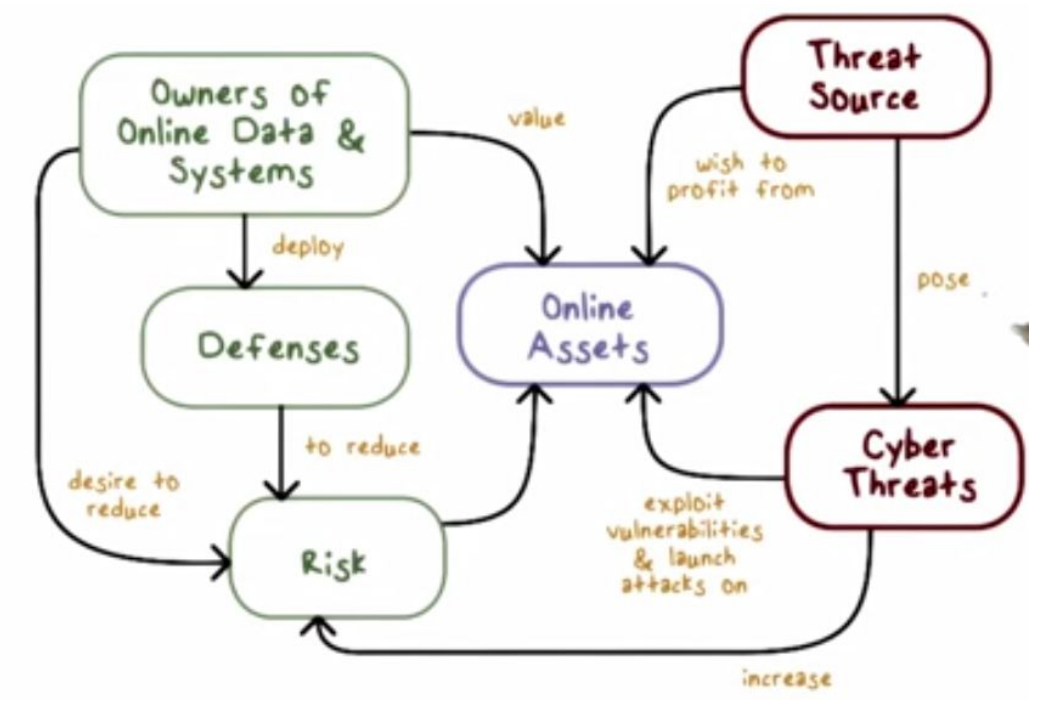 Threat
Source
Owners of
Online Data &
Systems
value
wish to
profit from
deploy
pose
Online
Assets
Defenses
to reduce
Cyber
Threats
desire to
reduce
exploit
vulnerabilities
& launch
attacks on
Risk
increase